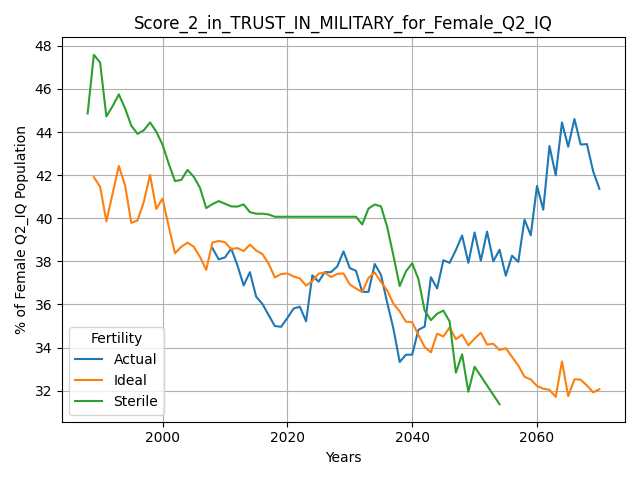 Score_2_in_TRUST_IN_MILITARY_for_Female_Q2_IQ
% of Female Q2_IQ Population
48
46
44
42
40
38
36
34
32
Fertility
Actual
Ideal
Sterile
2000
2020
2040
2060
Years